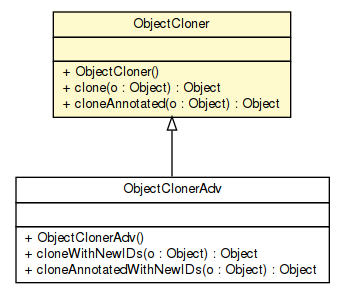 ObjectCloner
+ ObjectCloner()
+ clone(o : Object) : Object
+ cloneAnnotated(o : Object) : Object
ObjectClonerAdv
+ ObjectClonerAdv()
+ cloneWithNewIDs(o : Object) : Object
+ cloneAnnotatedWithNewIDs(o : Object) : Object